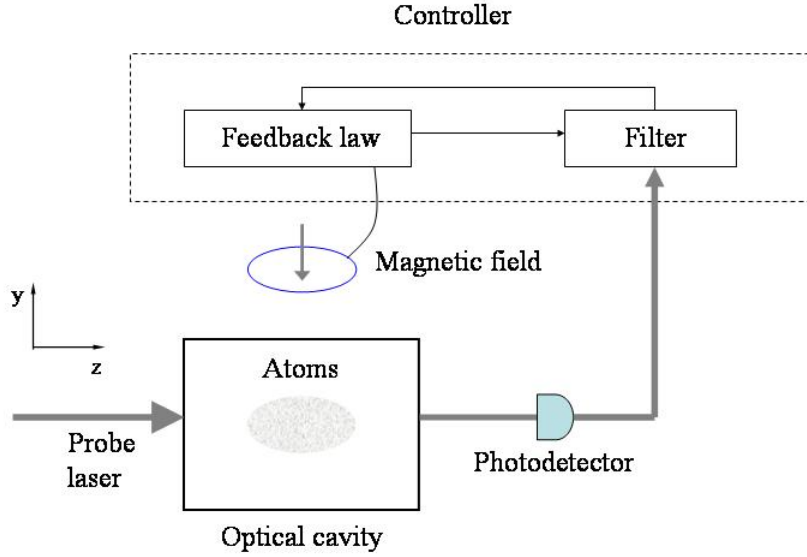 Controller
Feedback law
Filter
Magnetic field
y
z
Atoms
Probe
laser
Photodetector
Optical cavity